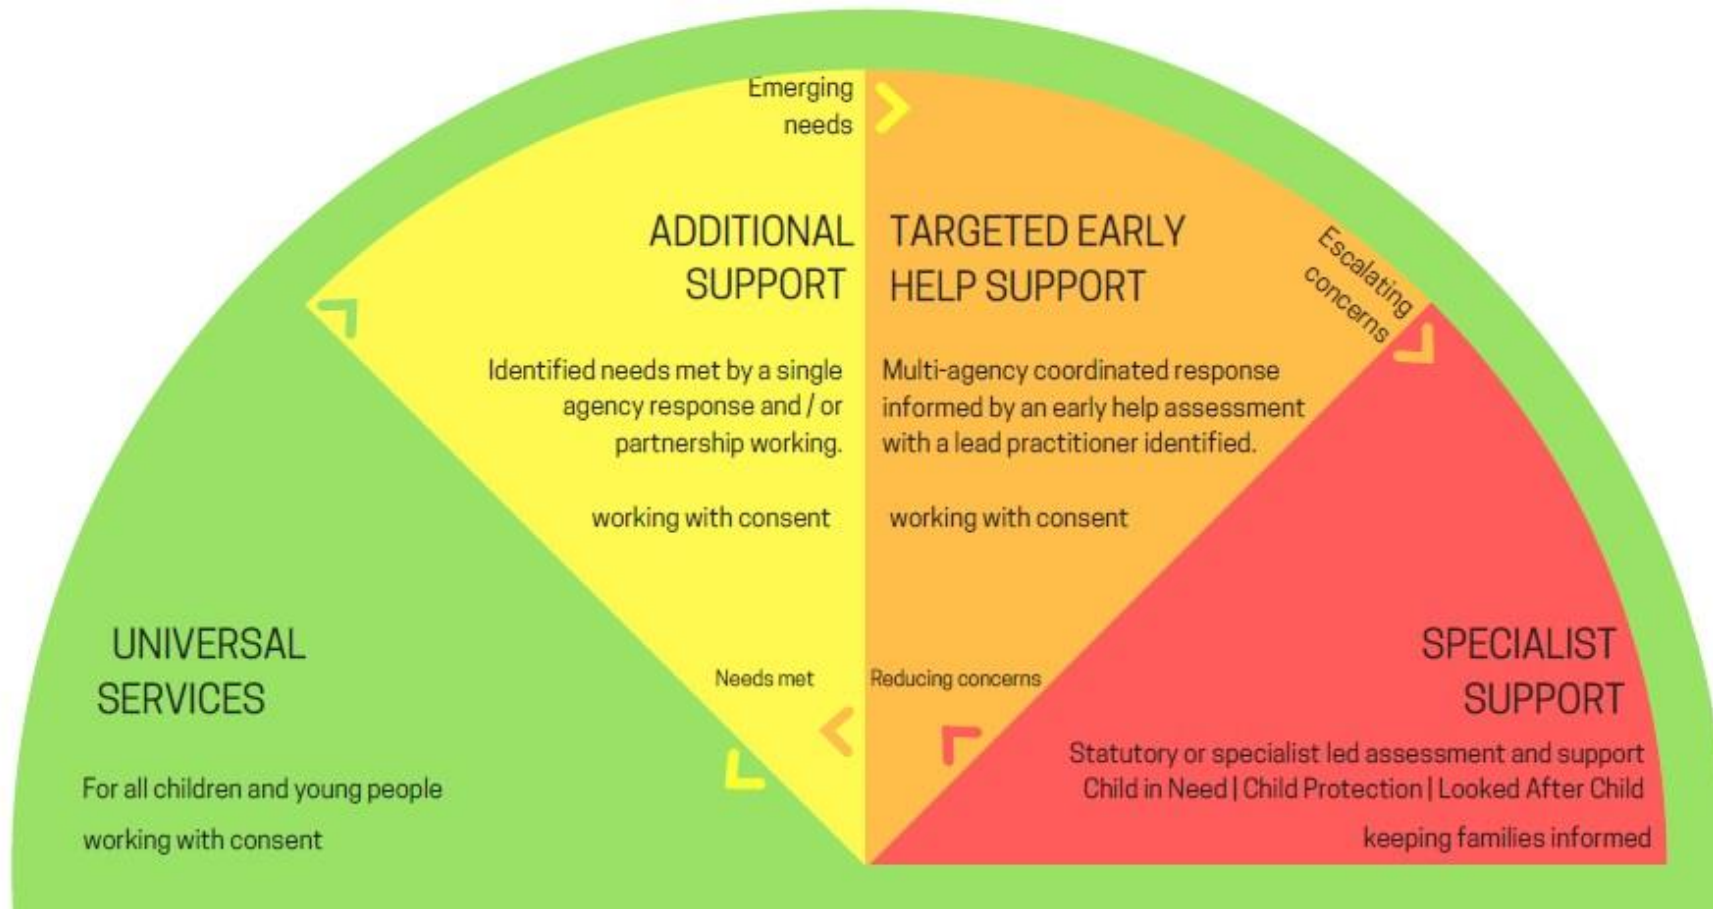 Emerging
needs
ADDITIONAL
SUPPORT
Identified needs met by a single
agency response and / or
partnership working.
working with consent
Needs met
TARGETED EARLY
HELP SUPPORT
Multi-agency coordinated response
informed by an early help assessment
with a lead practitioner identified.
working with consent
Reducing concerns
Escalating
concerns
UNIVERSAL
SERVICES
For all children and young people
working with consent
SPECIALIST
SUPPORT
Statutory or specialist led assessment and support
Child in Need | Child Protection | Looked After Child
keeping families informed